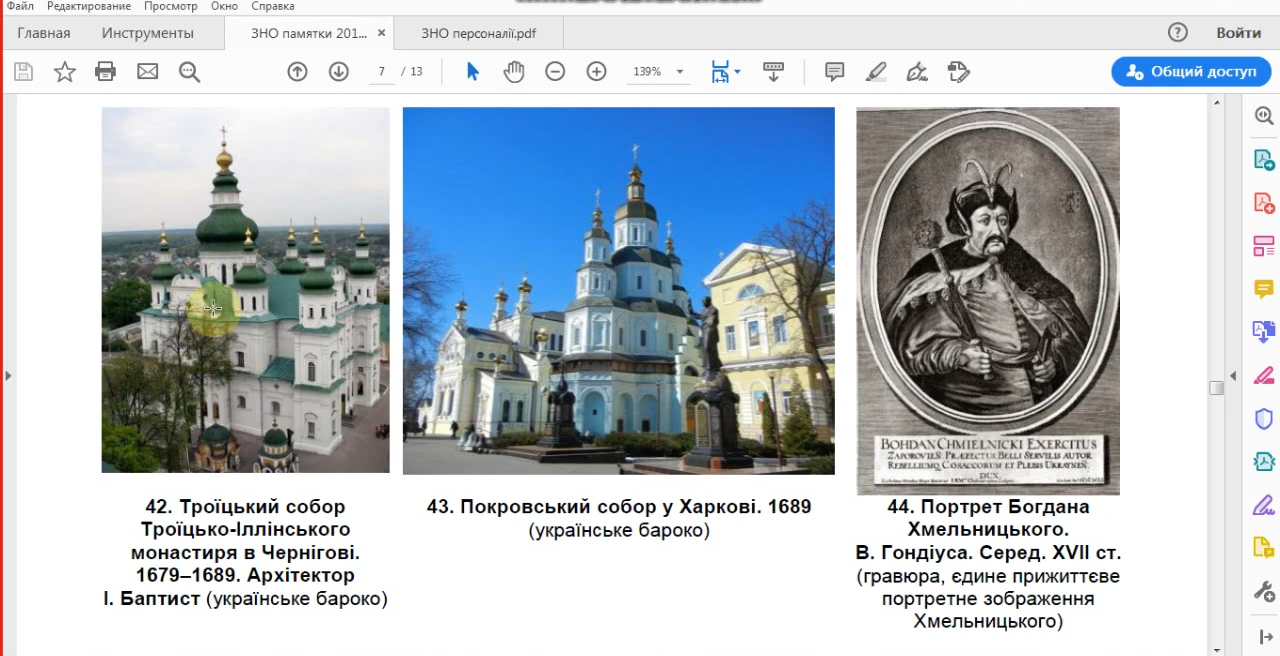 Файл Редактирование Просмотр Окно Справка
Главная Инструменты ЗНО памятки 201... × ЗНО персоналії.pdf ? Войти
7 / 13 139% Общий доступ
BOHDAN CHMIELNICKI EXERCITUS
ZAPOROVIEN. PRÆFECTUS BELLI SERVILIS AUTOR
REBELLIUMQ. COSACCORUM ET PLEBIS UKRAYNEN.
DUX.
42. Троїцький собор
Троїцько-Іллінського
монастиря в Чернігові.
1679–1689. Архітектор
І. Баптист (українське бароко)
43. Покровський собор у Харкові. 1689
(українське бароко)
44. Портрет Богдана
Хмельницького.
В. Гондіуса. Серед. XVII ст.
(гравюра, єдине прижиттєве
портретне зображення
Хмельницького)